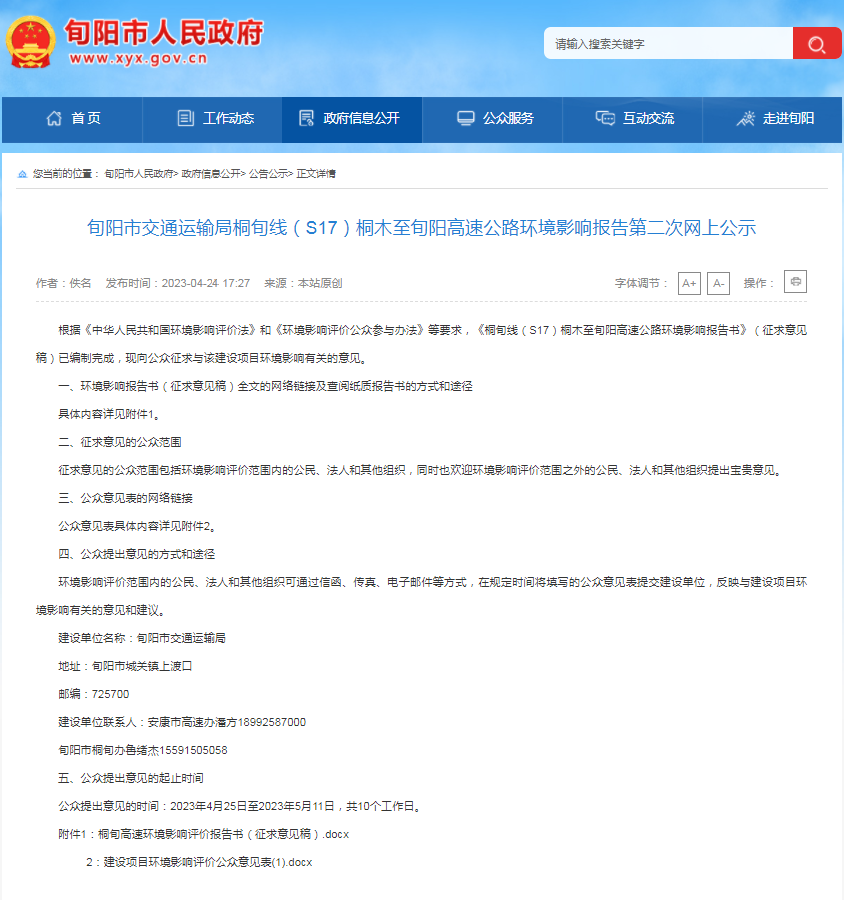 旬阳市人民政府
www.xyx.gov.cn
请输入搜索关键字
首页 工作动态 政府信息公开 公众服务 互动交流 走进旬阳
您当前的位置： 旬阳市人民政府> 政府信息公开> 公告公示> 正文详情
旬阳市交通运输局桐旬线（S17）桐木至旬阳高速公路环境影响报告第二次网上公示
作者：佚名 发布时间：2023-04-24 17:27 来源：本站原创 字体调节： A+ A- 操作：
根据《中华人民共和国环境影响评价法》和《环境影响评价公众参与办法》等要求，《桐旬线（S17）桐木至旬阳高速公路环境影响报告书》（征求意见
稿）已编制完成，现向公众征求与该建设项目环境影响有关的意见。
一、环境影响报告书（征求意见稿）全文的网络链接及查阅纸质报告书的方式和途径
具体内容详见附件1。
二、征求意见的公众范围
征求意见的公众范围包括环境影响评价范围内的公民、法人和其他组织，同时也欢迎环境影响评价范围之外的公民、法人和其他组织提出宝贵意见。
三、公众意见表的网络链接
公众意见表具体内容详见附件2。
四、公众提出意见的方式和途径
环境影响评价范围内的公民、法人和其他组织可通过信函、传真、电子邮件等方式，在规定时间将填写的公众意见表提交建设单位，反映与建设项目环
境影响有关的意见和建议。
建设单位名称：旬阳市交通运输局
地址：旬阳市城关镇上渡口
邮编：725700
建设单位联系人：安康市高速办潘方18992587000
旬阳市桐旬办鲁绪杰15591505058
五、公众提出意见的起止时间
公众提出意见的时间：2023年4月25日至2023年5月11日，共10个工作日。
附件1：桐旬高速环境影响评价报告书（征求意见稿）.docx
2：建设项目环境影响评价公众意见表(1).docx